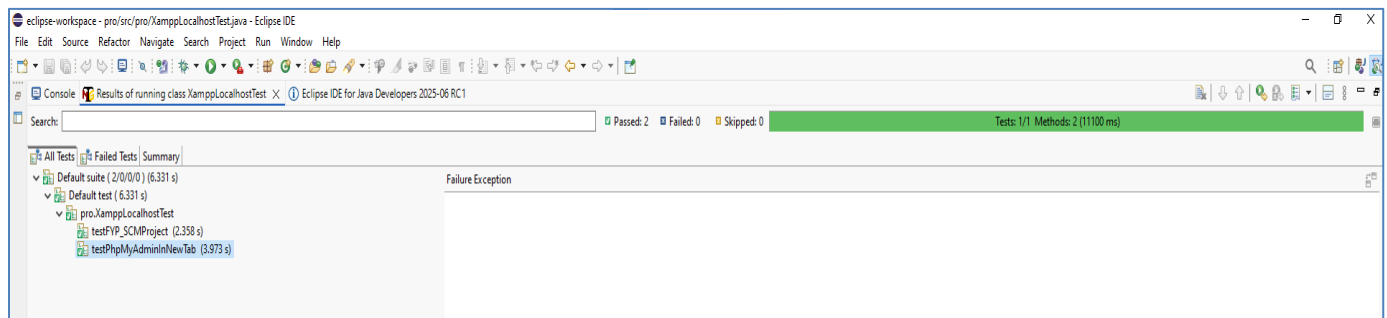 eclipse-workspace - pro/src/pro/XamppLocalhostTest.java - Eclipse IDE
File Edit Source Refactor Navigate Search Project Run Window Help
Console Results of running class XamppLocalhostTest Eclipse IDE for Java Developers 2025-06 RC1
Search: Passed: 2 Failed: 0 Skipped: 0 Tests: 1/1 Methods: 2 (11100 ms)
All Tests Failed Tests Summary
Default suite ( 2/0/0/0 ) (6.331 s) Failure Exception
Default test ( 6.331 s)
pro.XamppLocalhostTest
testFYP_SCMProject (2.358 s)
testPhpMyAdminInNewTab (3.973 s)